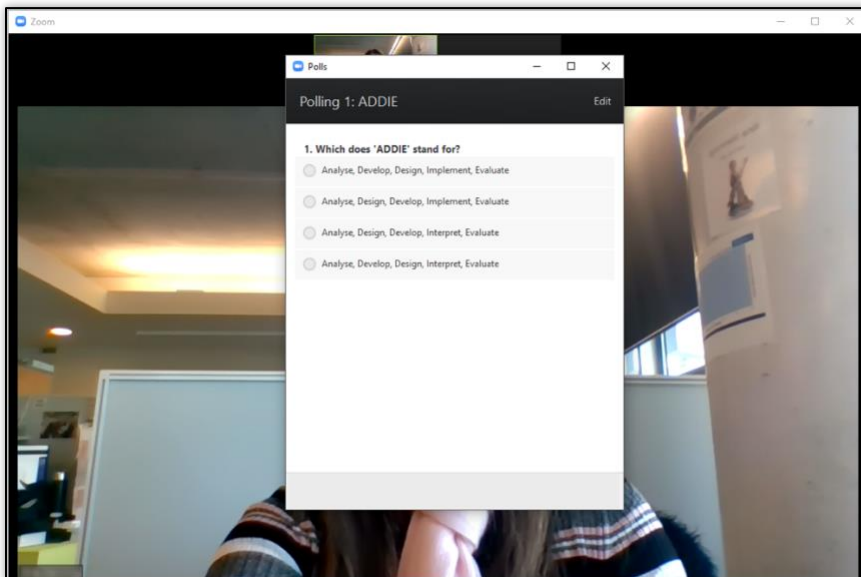 Zoom
Polls
Polling 1: ADDIE
Edit
1. Which does 'ADDIE' stand for?
Analyse, Develop, Design, Implement, Evaluate
Analyse, Design, Develop, Implement, Evaluate
Analyse, Design, Develop, Interpret, Evaluate
Analyse, Develop, Design, Interpret, Evaluate